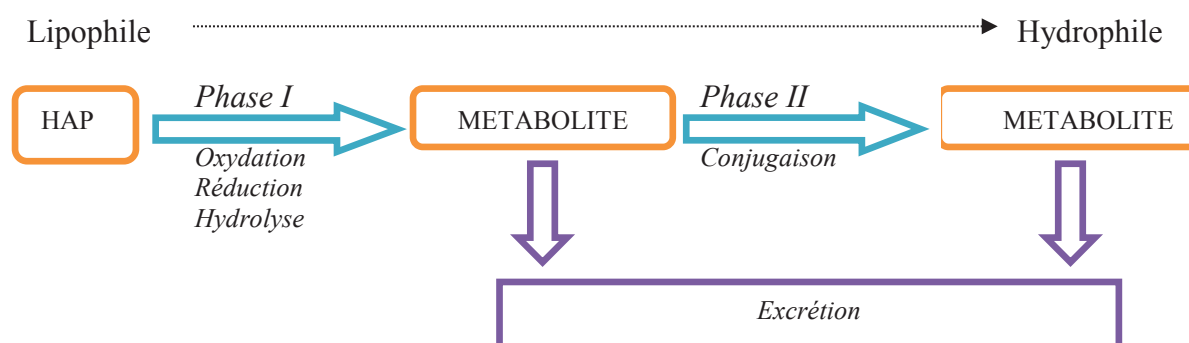 Lipophile
Hydrophile
HAP
Phase I
METABOLITE
Phase II
METABOLITE
Oxydation
Réduction
Hydrolyse
Conjugaison
Excrétion